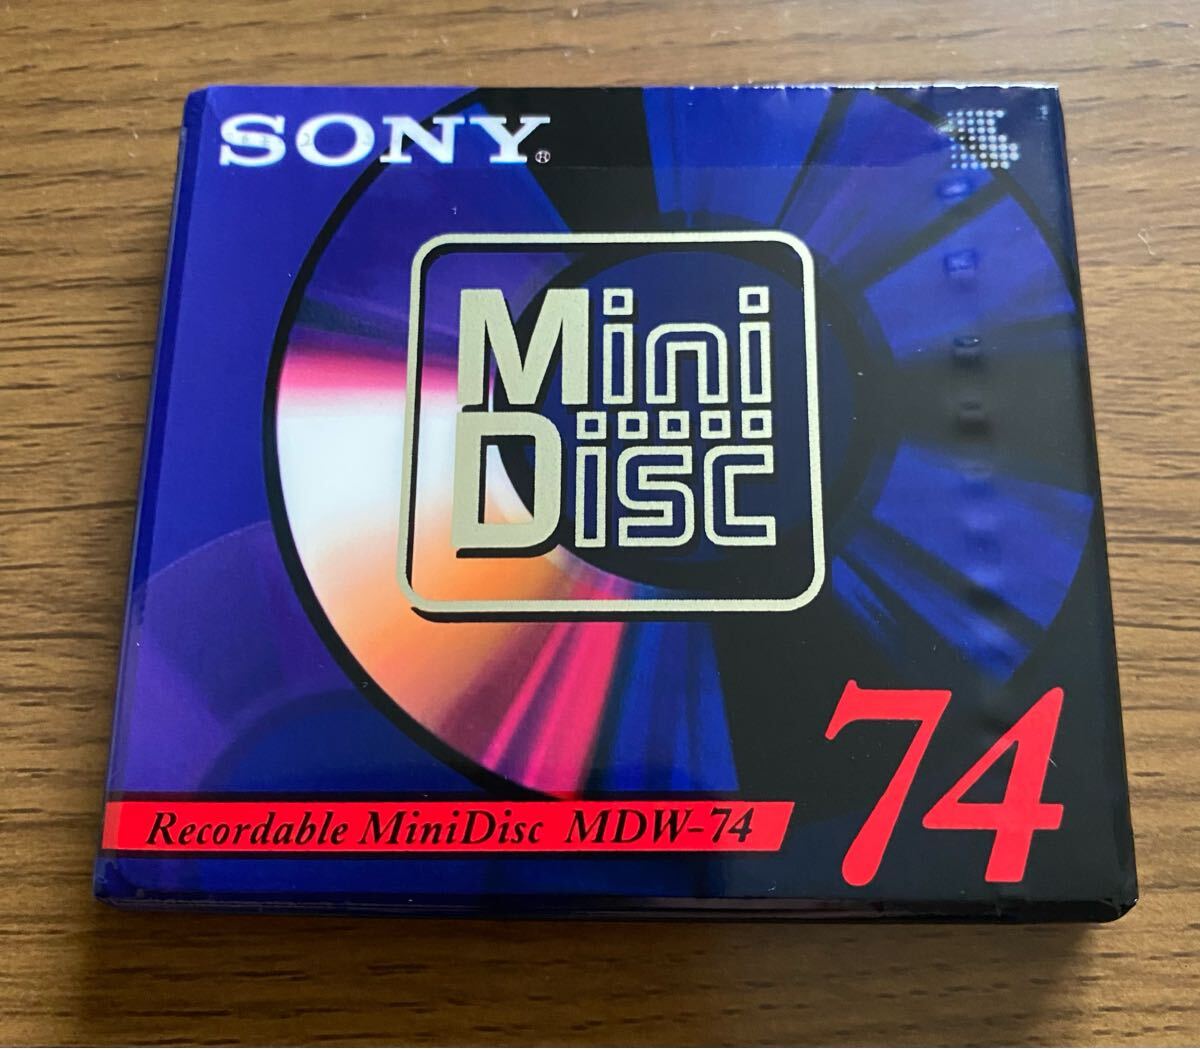 SONY®
Mini
Disc
74
Recordable MiniDisc MDW-74